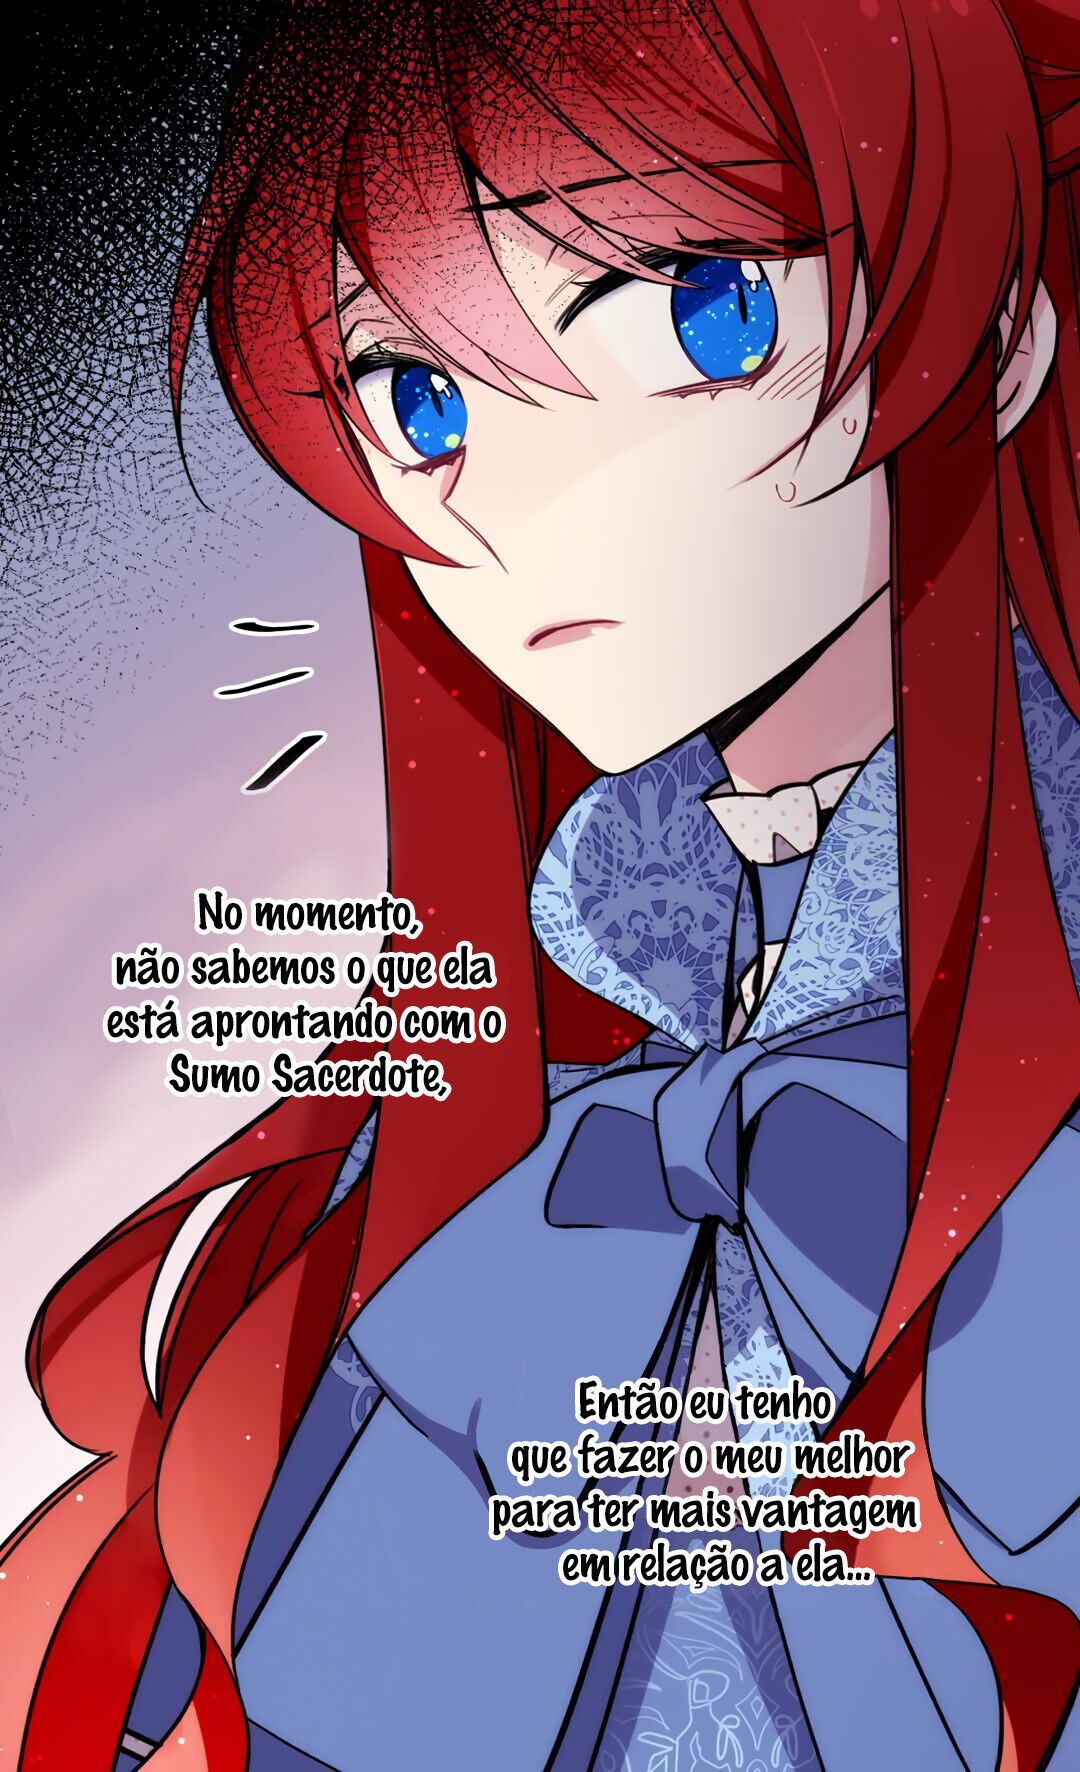 No momento,
não sabemos o que ela
está aprontando com o
Sumo Sacerdote,
Então eu tenho
que fazer o meu melhor
para ter mais vantagem
em relação a ela...